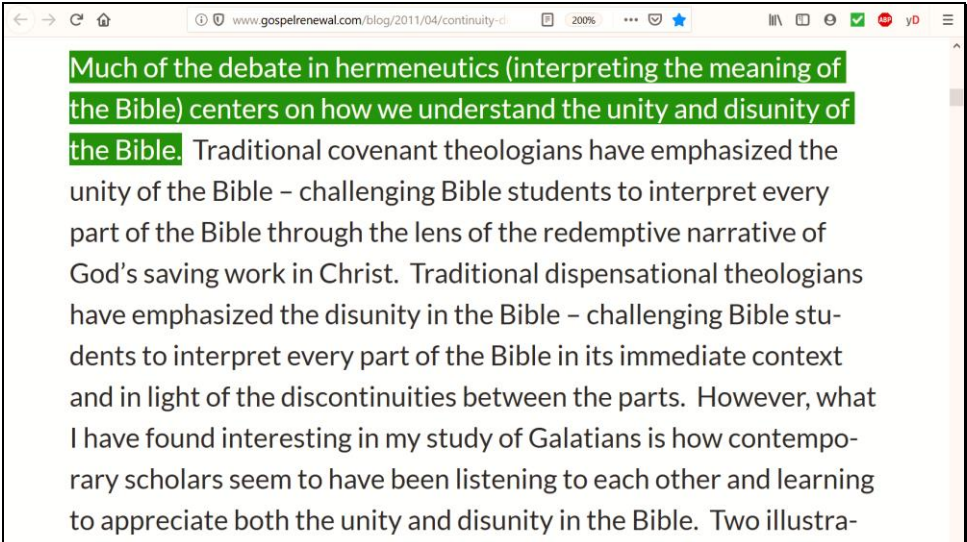 www.gospelrenewal.com/blog/2011/04/continuity-d
200%
ABP
yD
Much of the debate in hermeneutics (interpreting the meaning of
the Bible) centers on how we understand the unity and disunity of
the Bible. Traditional covenant theologians have emphasized the
unity of the Bible – challenging Bible students to interpret every
part of the Bible through the lens of the redemptive narrative of
God's saving work in Christ. Traditional dispensational theologians
have emphasized the disunity in the Bible – challenging Bible stu-
dents to interpret every part of the Bible in its immediate context
and in light of the discontinuities between the parts. However, what
I have found interesting in my study of Galatians is how contempo-
rary scholars seem to have been listening to each other and learning
to appreciate both the unity and disunity in the Bible. Two illustra-